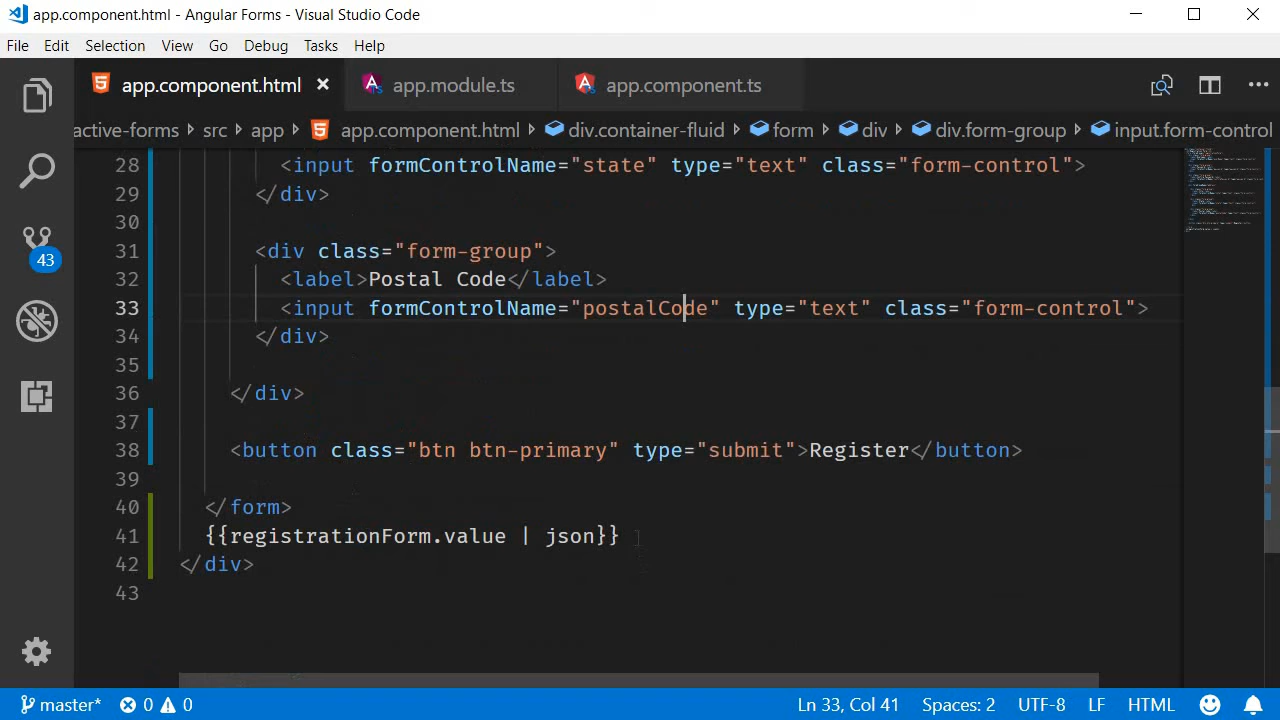 app.component.html - Angular Forms - Visual Studio Code
File Edit Selection View Go Debug Tasks Help
app.component.html app.module.ts app.component.ts
active-forms src app app.component.html div.container-fluid form div div.form-group input.form-control
28 <input formControlName="state" type="text" class="form-control">
29 </div>
30
31 <div class="form-group">
32 <label>Postal Code</label>
33 <input formControlName="postalCode" type="text" class="form-control">
34 </div>
35
36 </div>
37
38 <button class="btn btn-primary" type="submit">Register</button>
39
40 </form>
41 {{registrationForm.value | json}}
42 </div>
43
43
master* 0 0 Ln 33, Col 41 Spaces: 2 UTF-8 LF HTML